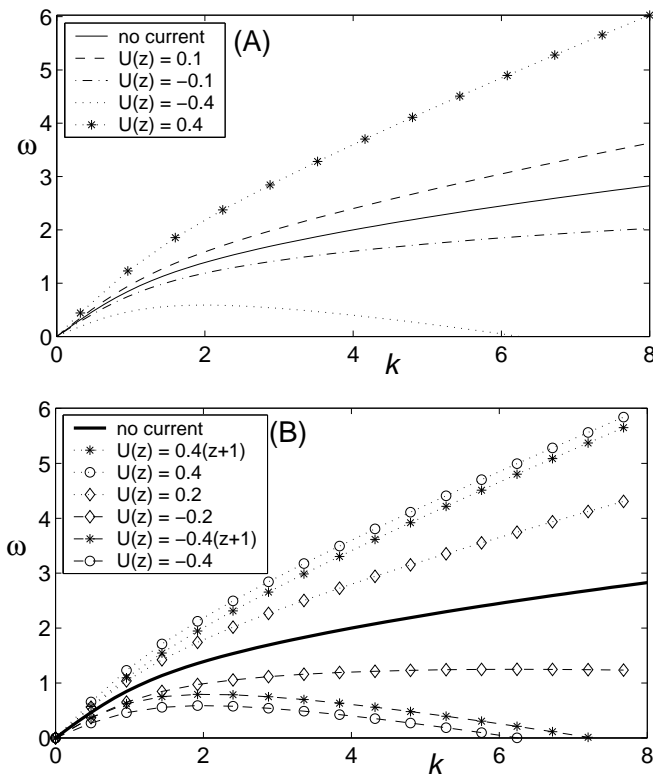 6
(A)
no current
U(z) = 0.1
U(z) = −0.1
U(z) = −0.4
U(z) = 0.4
5
4
ω
3
2
1
0
0 2 4 6 8
k
6
(B)
no current
U(z) = 0.4(z+1)
U(z) = 0.4
U(z) = 0.2
U(z) = −0.2
U(z) = −0.4(z+1)
U(z) = −0.4
5
4
ω
3
2
1
0
0 2 4 6 8
k